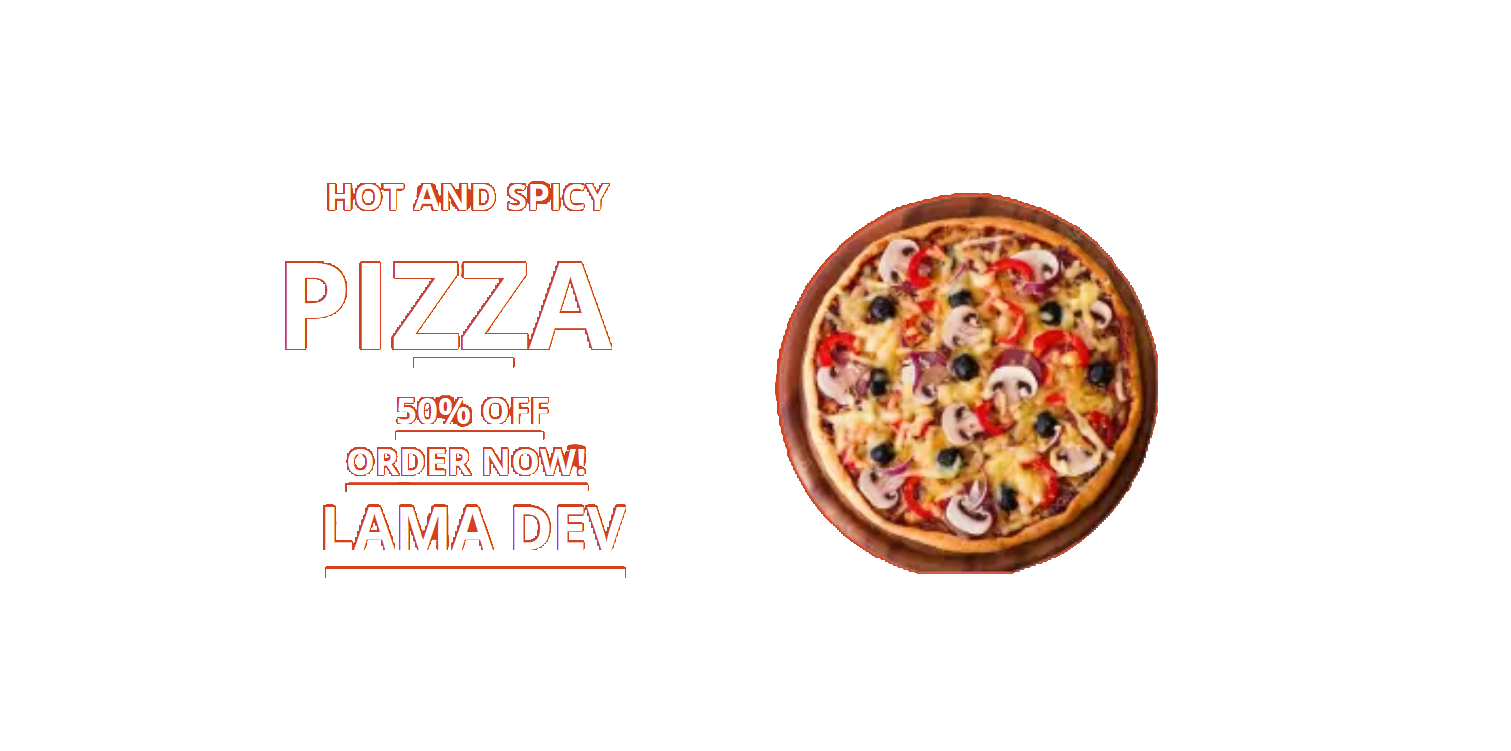 HOT AND SPICY
PIZZA
50% OFF
ORDER NOW!
LAMA DEV